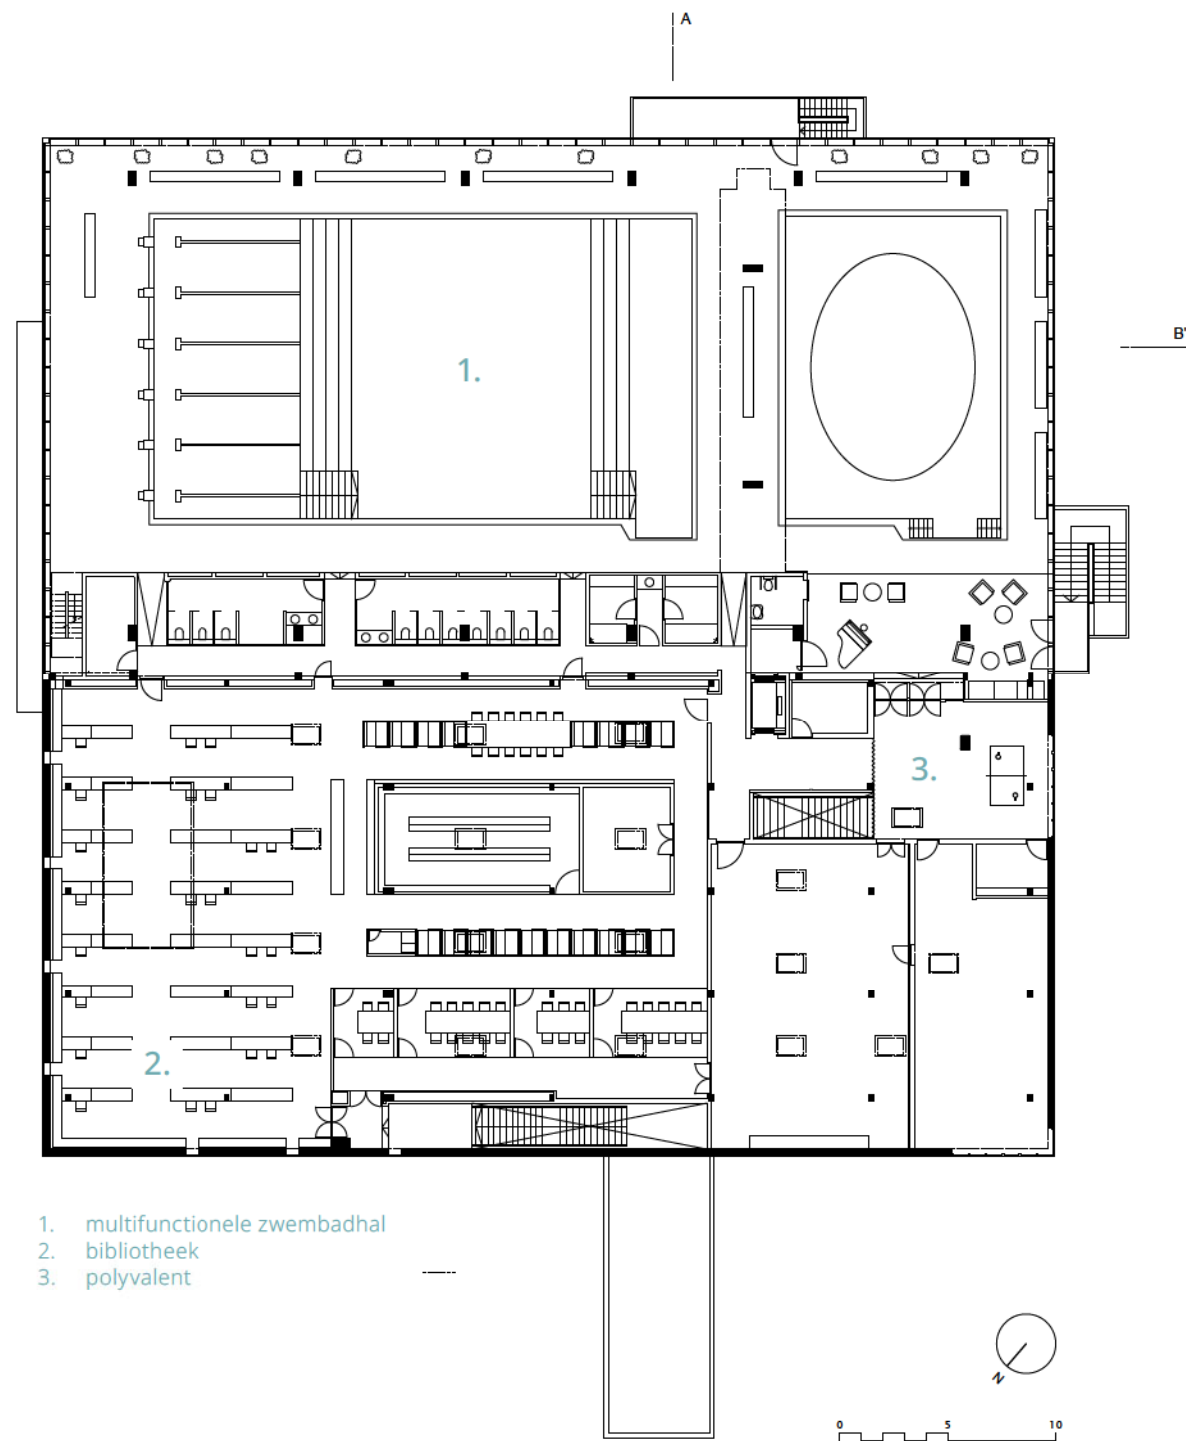 A
B'
1.
3.
2.
1. multifunctionele zwembadhal
2. bibliotheek
3. polyvalent
N
0 5 10